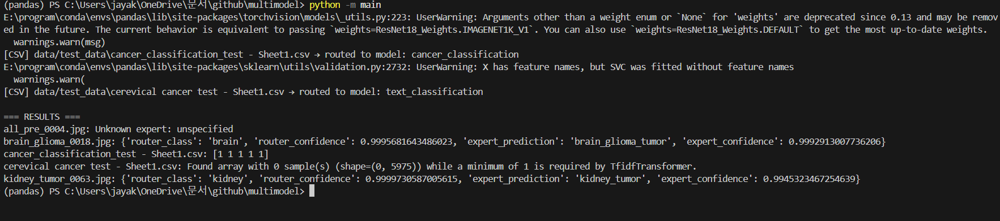 (pandas) PS C:\Users\jayak\OneDrive\문서\github\multimodel> python -m main
E:\program\conda\envs\pandas\lib\site-packages\torchvision\models\_utils.py:223: UserWarning: Arguments other than a weight enum or `None` for 'weights' are deprecated since 0.13 and may be remov
ed in the future. The current behavior is equivalent to passing `weights=ResNet18_Weights.IMAGENET1K_V1`. You can also use `weights=ResNet18_Weights.DEFAULT` to get the most up-to-date weights.
  warnings.warn(msg)
[CSV] data/test_data\cancer_classification_test - Sheet1.csv → routed to model: cancer_classification
E:\program\conda\envs\pandas\lib\site-packages\sklearn\utils\validation.py:2732: UserWarning: X has feature names, but SVC was fitted without feature names
  warnings.warn(
[CSV] data/test_data\cerevical cancer test - Sheet1.csv → routed to model: text_classification
=== RESULTS ===
all_pre_0004.jpg: Unknown expert: unspecified
brain_glioma_0018.jpg: {'router_class': 'brain', 'router_confidence': 0.9995681643486023, 'expert_prediction': 'brain_glioma_tumor', 'expert_confidence': 0.9992913007736206}
cancer_classification_test - Sheet1.csv: [1 1 1 1 1]
cerevical cancer test - Sheet1.csv: Found array with 0 sample(s) (shape=(0, 5975)) while a minimum of 1 is required by TfidfTransformer.
kidney_tumor_0063.jpg: {'router_class': 'kidney', 'router_confidence': 0.9999730587005615, 'expert_prediction': 'kidney_tumor', 'expert_confidence': 0.9945323467254639}
(pandas) PS C:\Users\jayak\OneDrive\문서\github\multimodel>